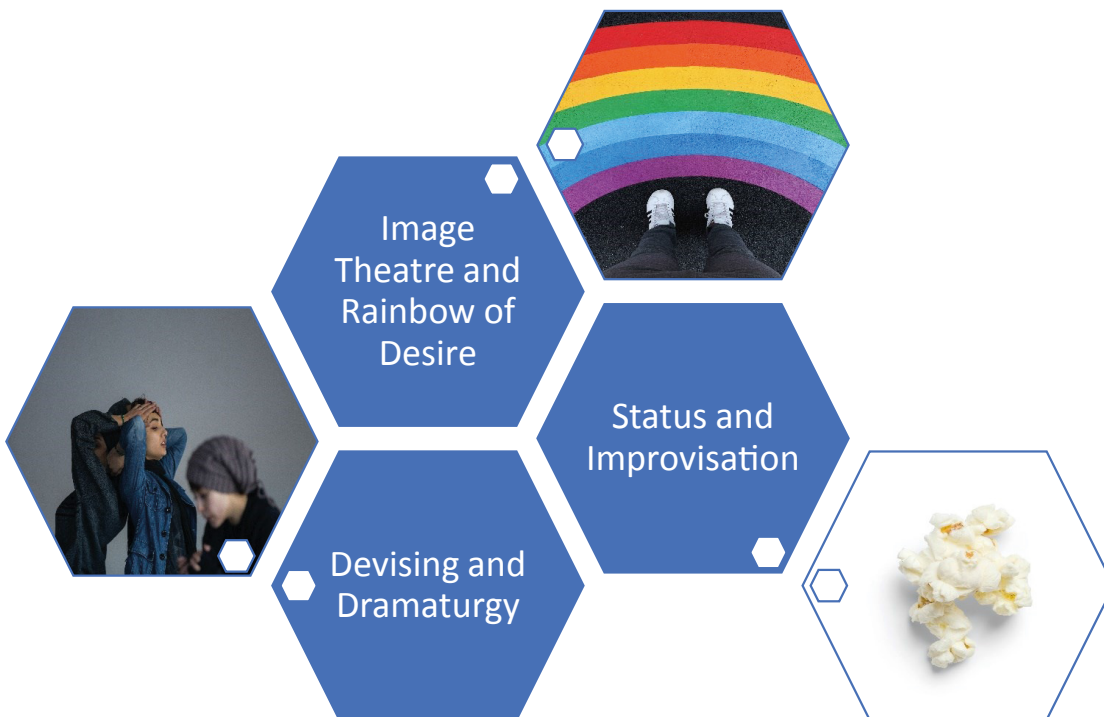 Image
Theatre and
Rainbow of
Desire
Status and
Improvisation
Devising and
Dramaturgy